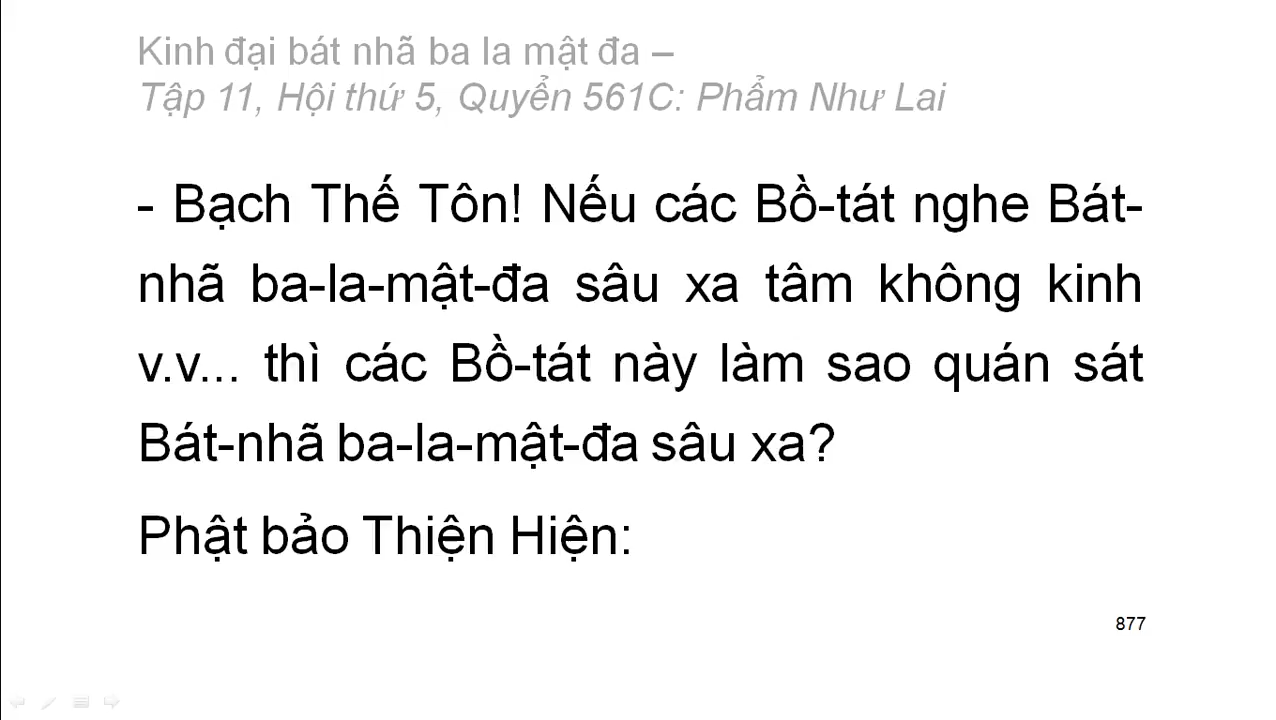 Kinh đại bát nhã ba la mật đa –
Tập 11, Hội thứ 5, Quyển 561C: Phẩm Như Lai
- Bạch Thế Tôn! Nếu các Bồ-tát nghe Bát-
nhã ba-la-mật-đa sâu xa tâm không kinh
v.v... thì các Bồ-tát này làm sao quán sát
Bát-nhã ba-la-mật-đa sâu xa?
Phật bảo Thiện Hiện:
877